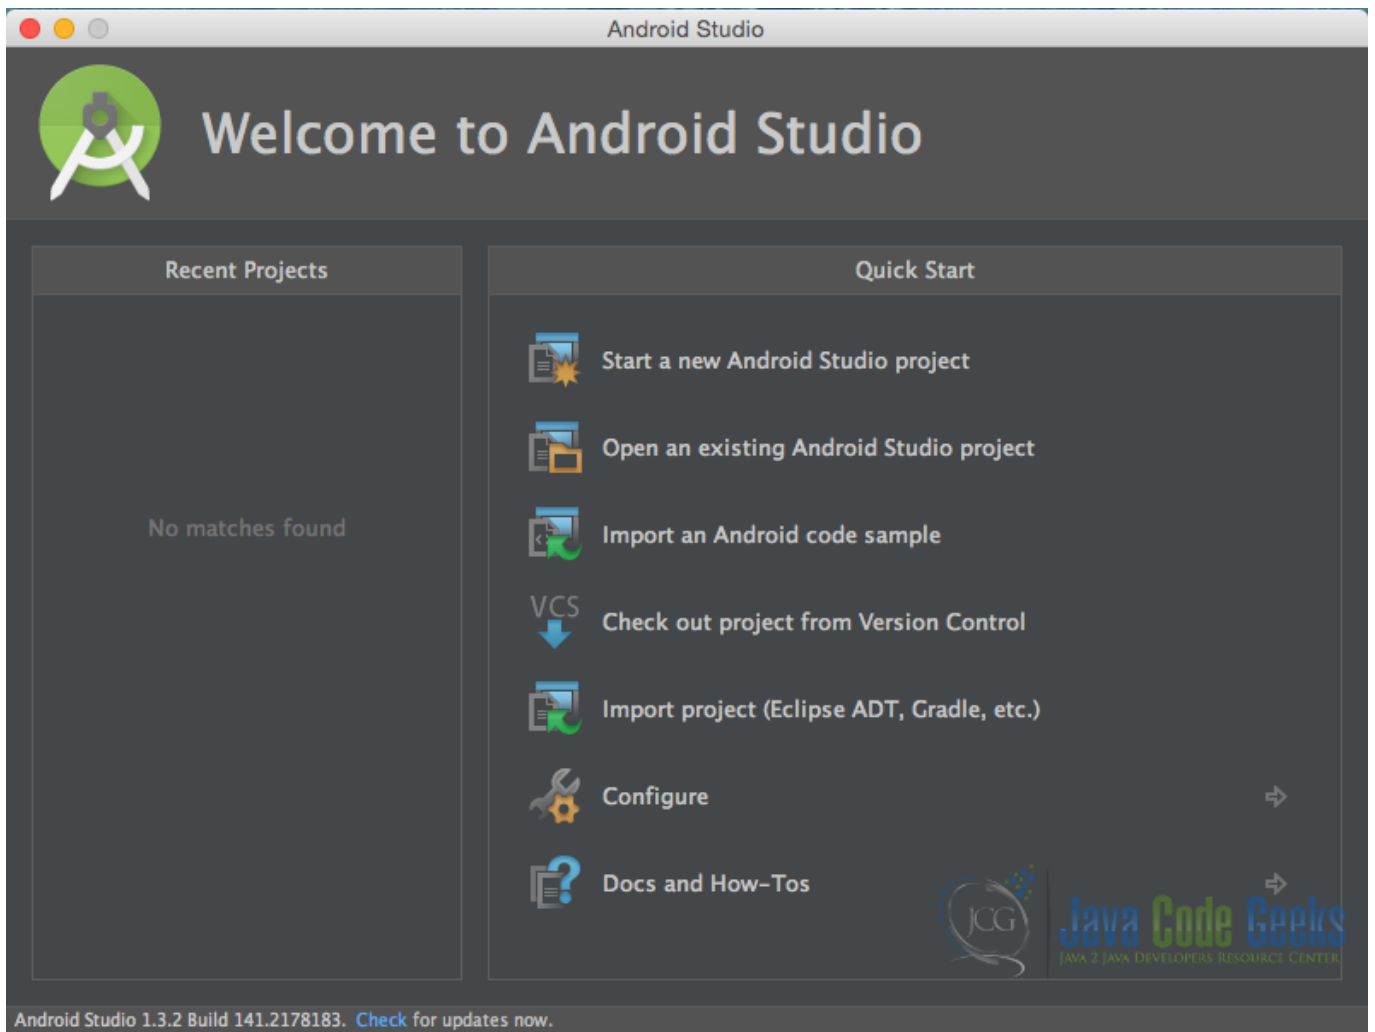 Android Studio
Welcome to Android Studio
Recent Projects
No matches found
Quick Start
Start a new Android Studio project
Open an existing Android Studio project
Import an Android code sample
VCS
Check out project from Version Control
Import project (Eclipse ADT, Gradle, etc.)
Configure
Docs and How-Tos
JCG
Java Code Geeks
JAVA 2 JAVA DEVELOPERS RESOURCE CENTER
Android Studio 1.3.2 Build 141.2178183. Check for updates now.